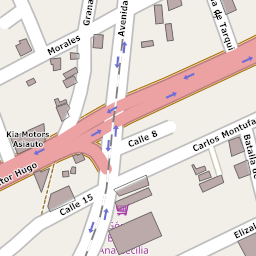 Morales
Grana
Avenida
a de Tarqui
Kia Motors
Asiauto
Calle 8
Carlos Montufa
Batalla d
tor Hugo
Calle 15
Ana Cecilia
Eliza